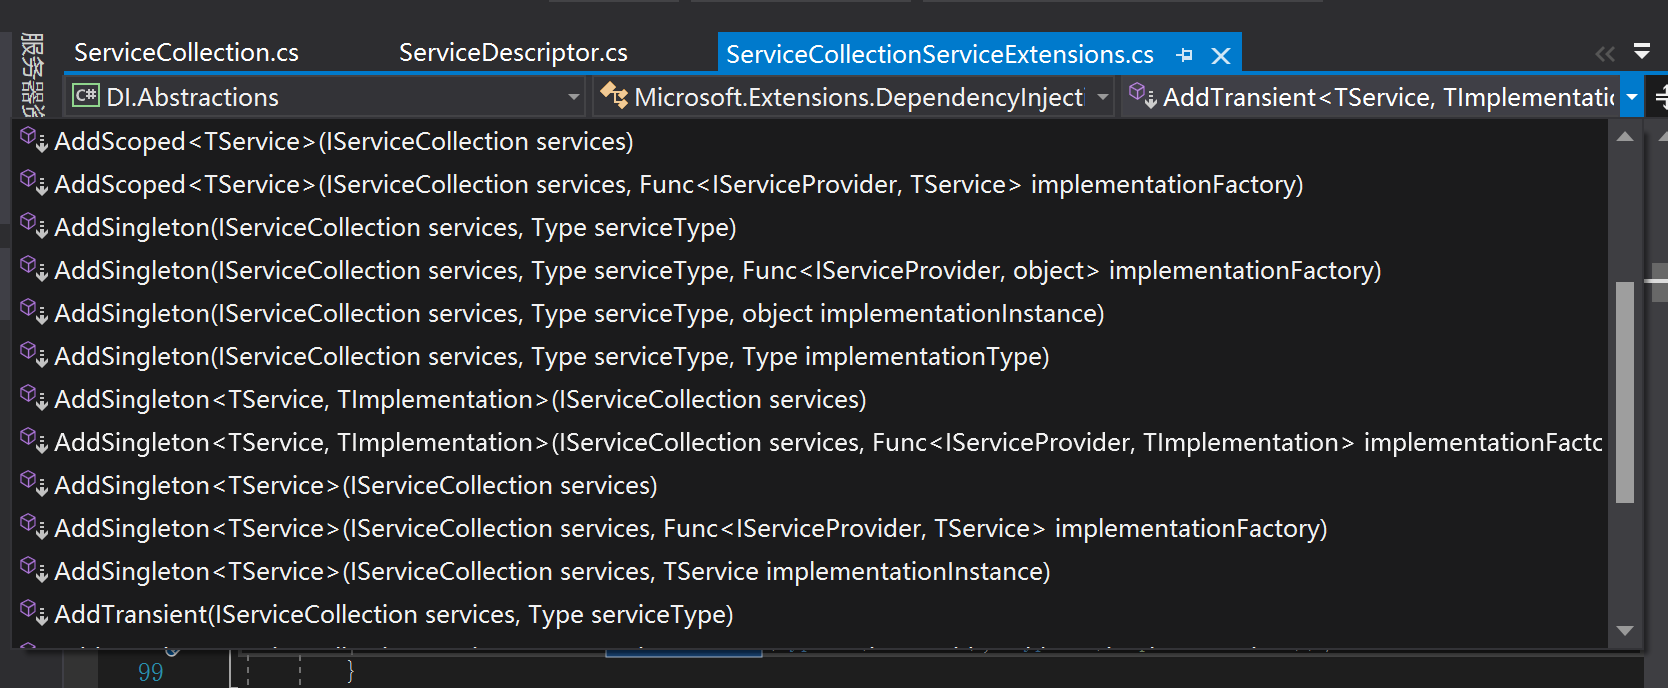 服务器资
ServiceCollection.cs ServiceDescriptor.cs ServiceCollectionServiceExtensions.cs
C# DI.Abstractions Microsoft.Extensions.DependencyInjecti AddTransient<TService, TImplementatic
AddScoped<TService>(IServiceCollection services)
AddScoped<TService>(IServiceCollection services, Func<IServiceProvider, TService> implementationFactory)
AddSingleton(IServiceCollection services, Type serviceType)
AddSingleton(IServiceCollection services, Type serviceType, Func<IServiceProvider, object> implementationFactory)
AddSingleton(IServiceCollection services, Type serviceType, object implementationInstance)
AddSingleton(IServiceCollection services, Type serviceType, Type implementationType)
AddSingleton<TService, TImplementation>(IServiceCollection services)
AddSingleton<TService, TImplementation>(IServiceCollection services, Func<IServiceProvider, TImplementation> implementationFactc
AddSingleton<TService>(IServiceCollection services)
AddSingleton<TService>(IServiceCollection services, Func<IServiceProvider, TService> implementationFactory)
AddSingleton<TService>(IServiceCollection services, TService implementationInstance)
AddTransient(IServiceCollection services, Type serviceType)
99 }